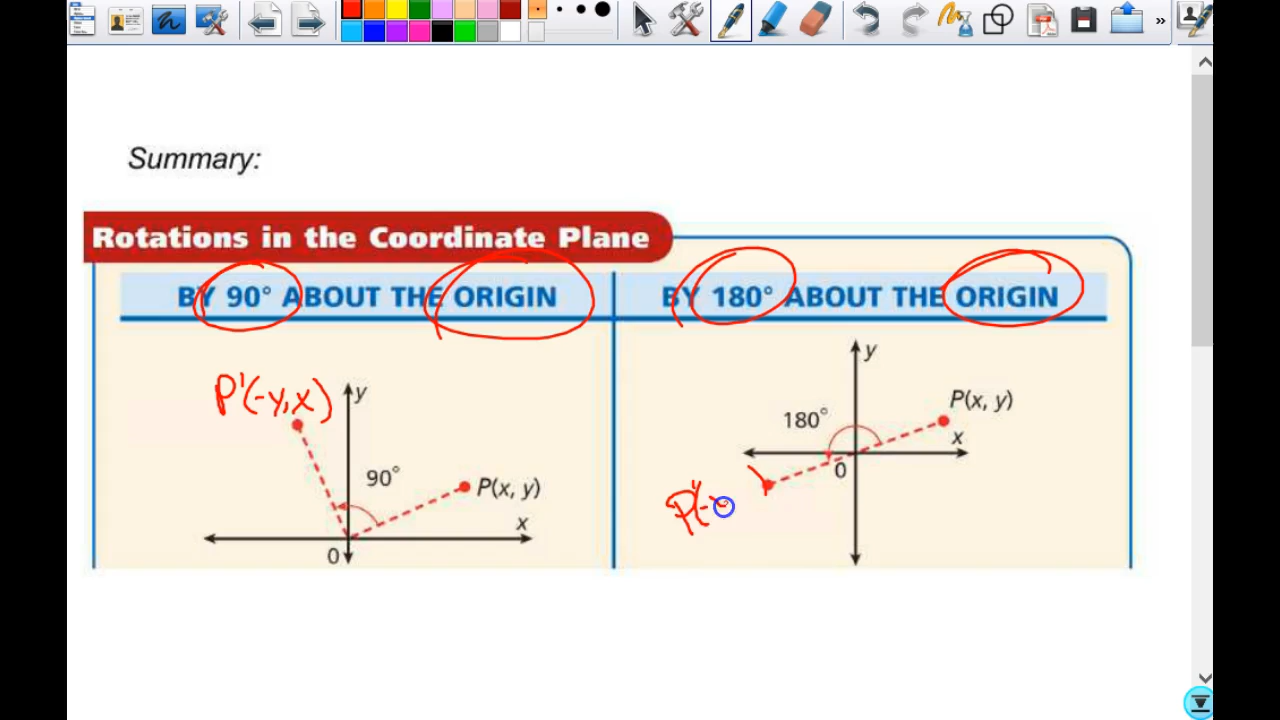 Summary:
Rotations in the Coordinate Plane
BY 90° ABOUT THE ORIGIN
BY 180° ABOUT THE ORIGIN
P'(-y,x)
y
90°
P(x, y)
x
0
y
P(x, y)
180°
x
0
P'(-x
»